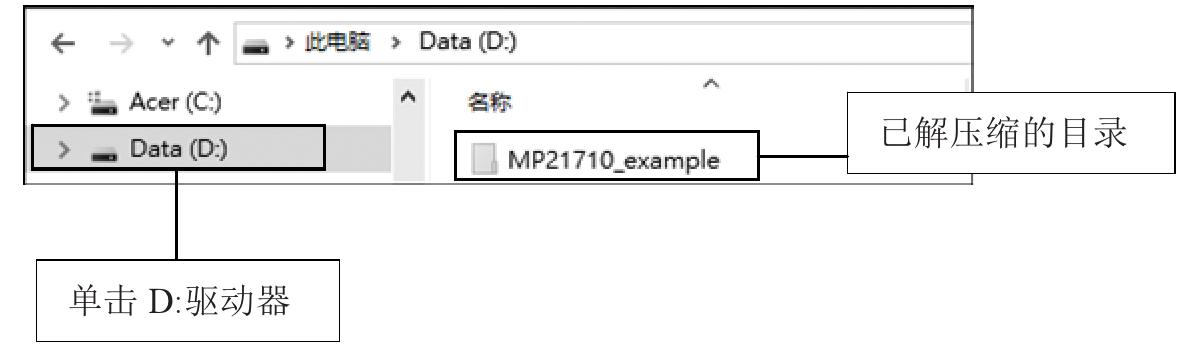 此电脑 > Data (D:)
Acer (C:)
名称
已解压缩的目录
Data (D:)
MP21710_example
单击 D:驱动器